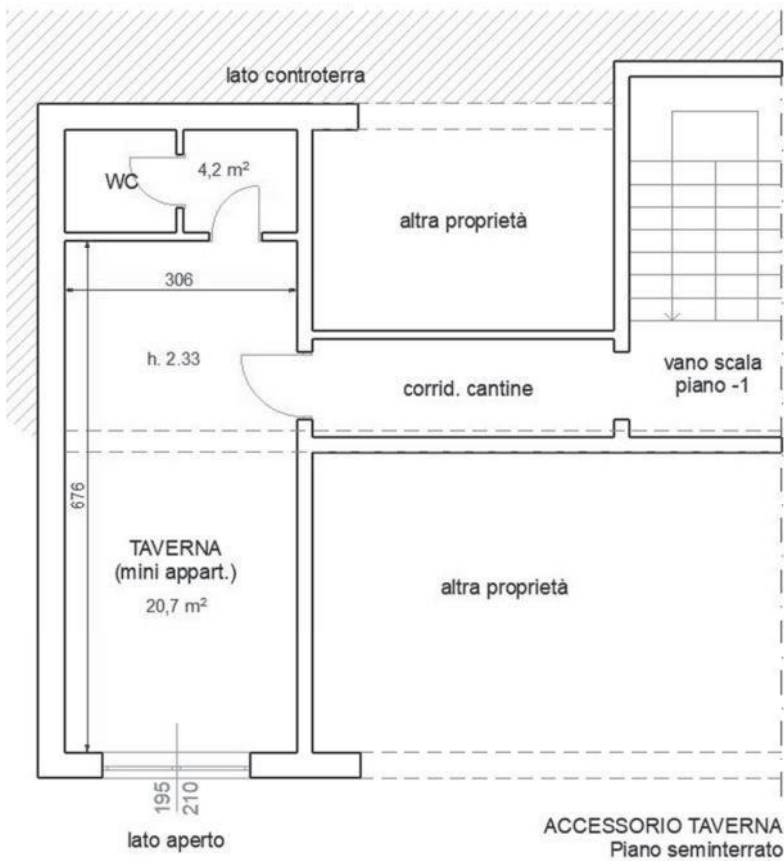 lato controterra
WC
4,2 m²
altra proprietà
306
h. 2.33
corrid. cantine
vano scala
piano -1
676
TAVERNA
(mini appart.)
20,7 m²
altra proprietà
195
210
lato aperto
ACCESSORIO TAVERNA
Piano seminterrato